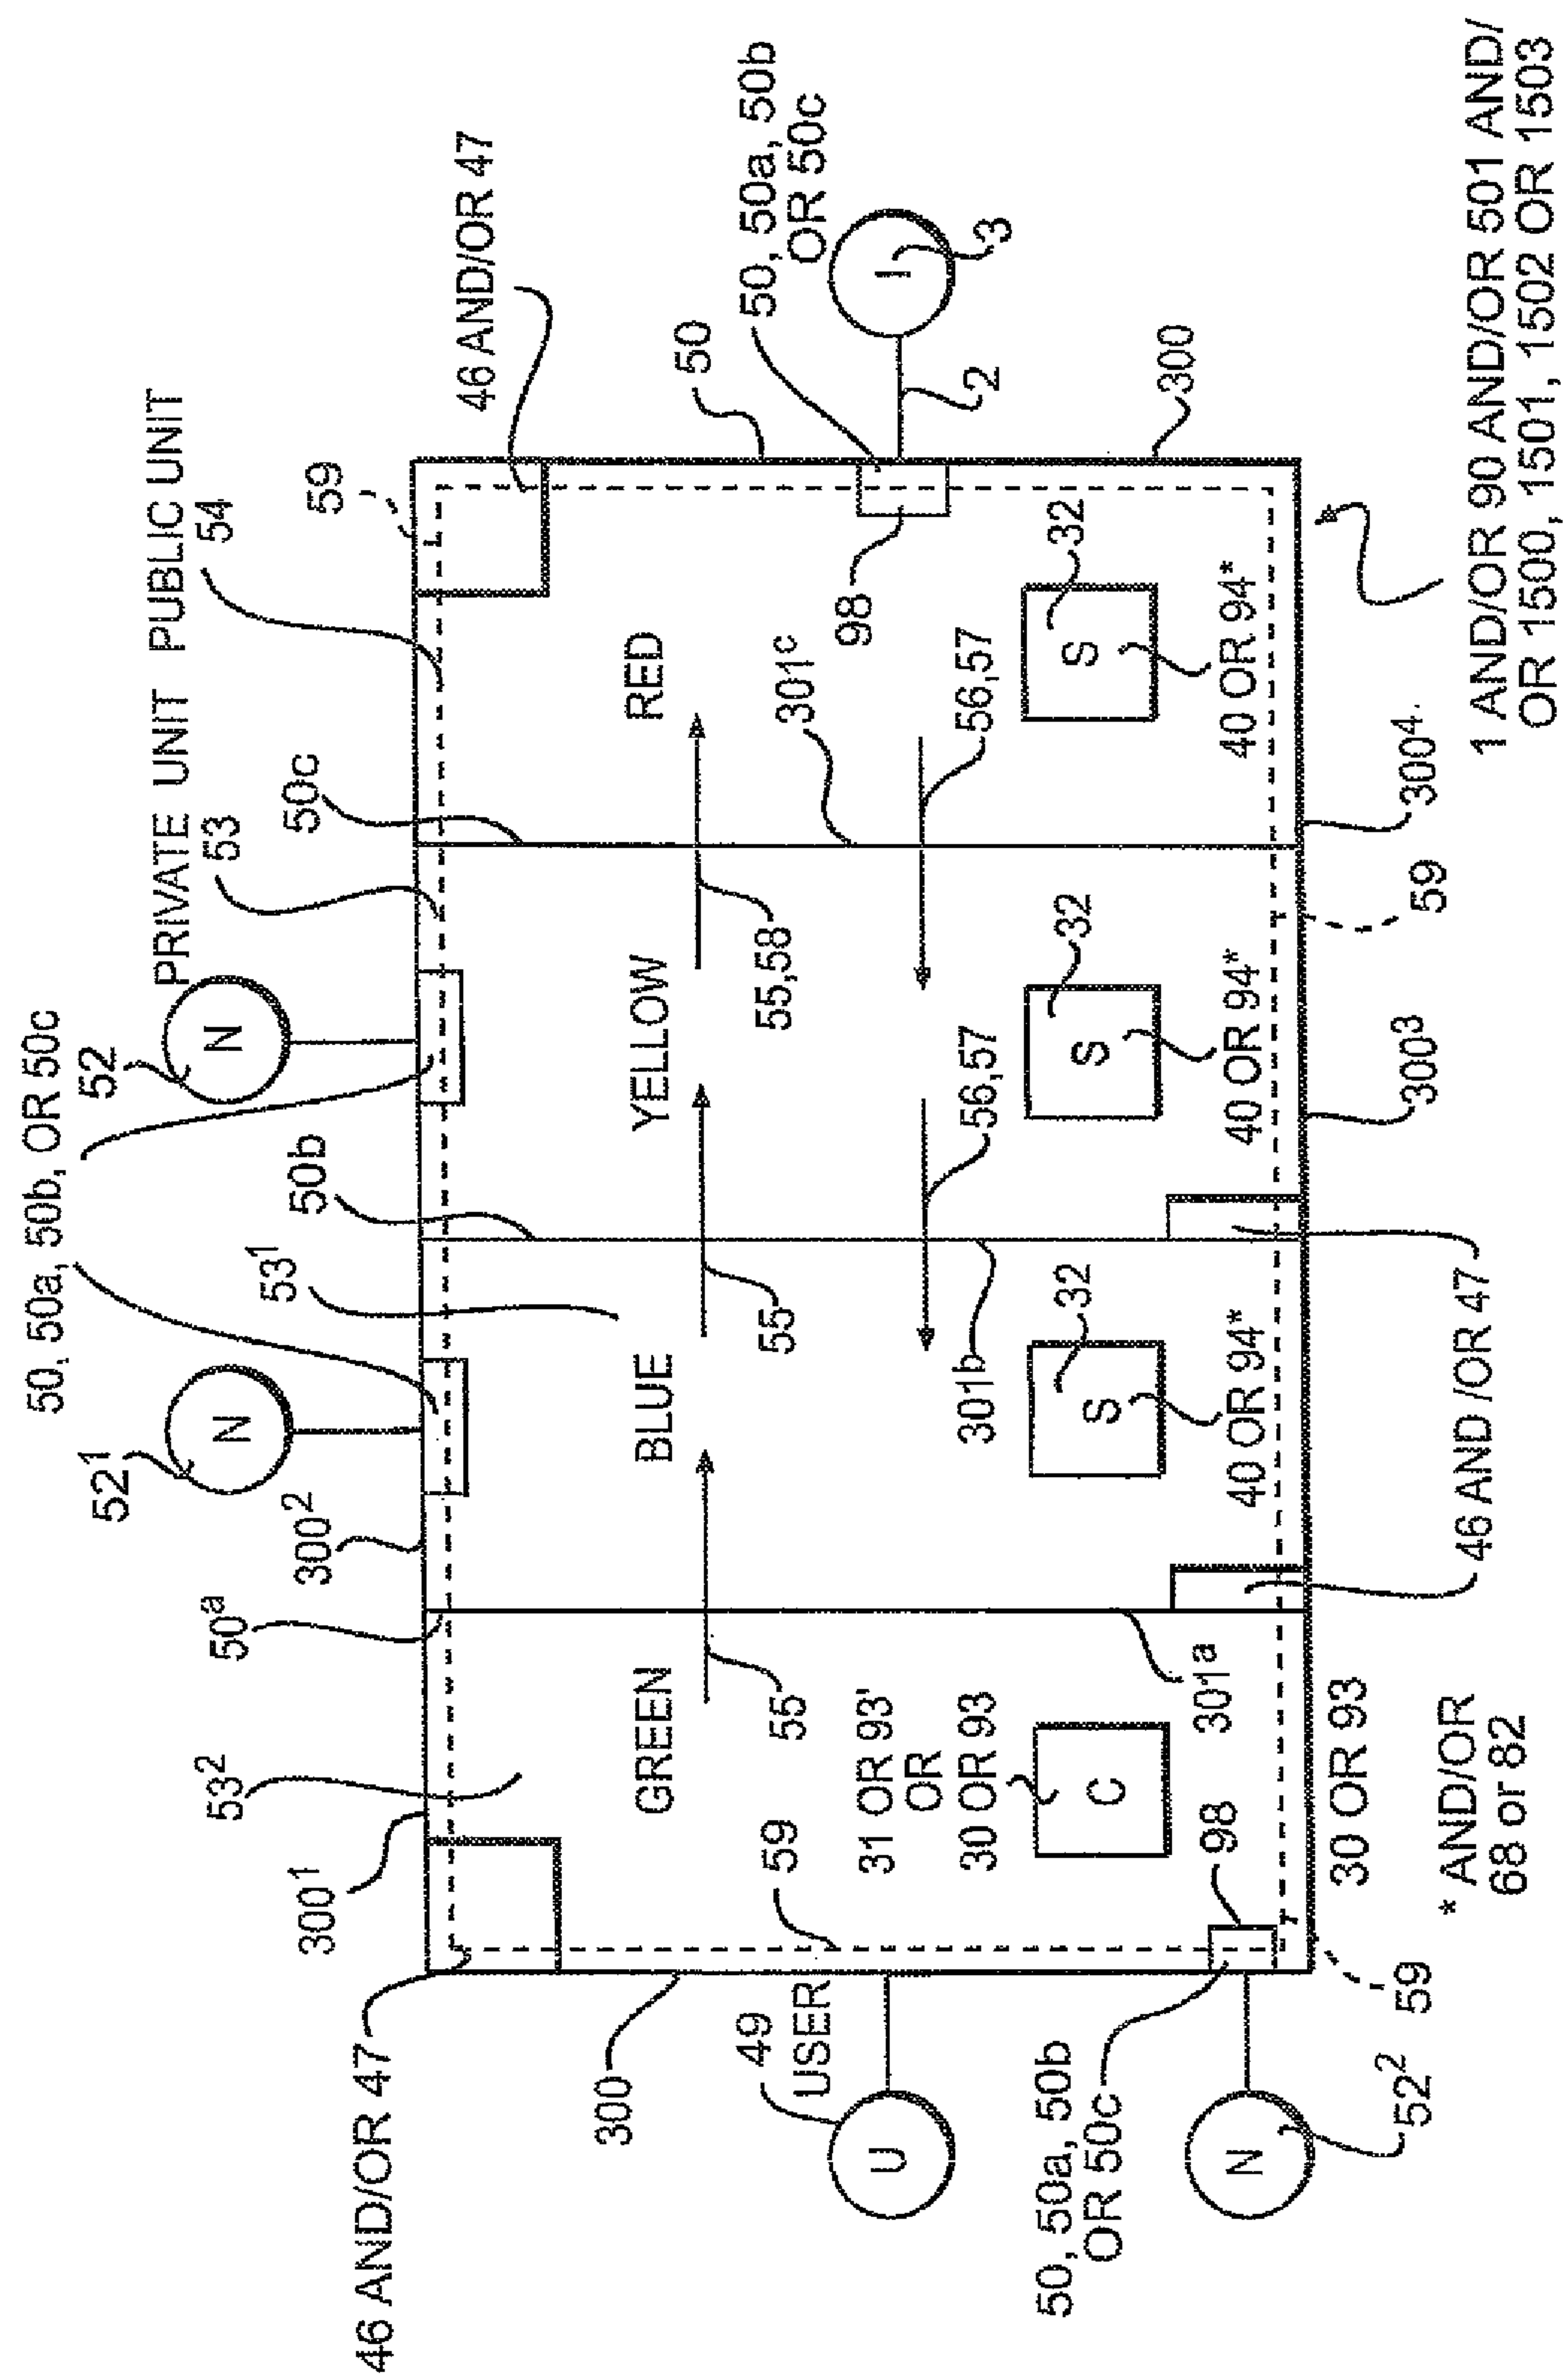 50, 50a, 50b, OR 50c
52¹
N
52
N
PRIVATE UNIT
53
PUBLIC UNIT
54
46 AND/OR 47
300¹
53²
50ᵃ
300²
53¹
50b
50c
59
50
50, 50a, 50b
OR 50c
46 AND/OR 47
GREEN
BLUE
YELLOW
RED
55
55
55,58
300
49
USER
U
59
31 OR 93'
OR
30 OR 93
C
301ᵃ
301b
56,57
301ᶜ
56,57
98
2
I
3
300
S
32
40 OR 94*
S
32
40 OR 94*
S
32
40 OR 94*
50, 50a, 50b
OR 50c
98
N
52²
59
30 OR 93
46 AND /OR 47
300³
59
300⁴.
* AND/OR
68 or 82
1 AND/OR 90 AND/OR 501 AND/
OR 1500, 1501, 1502 OR 1503